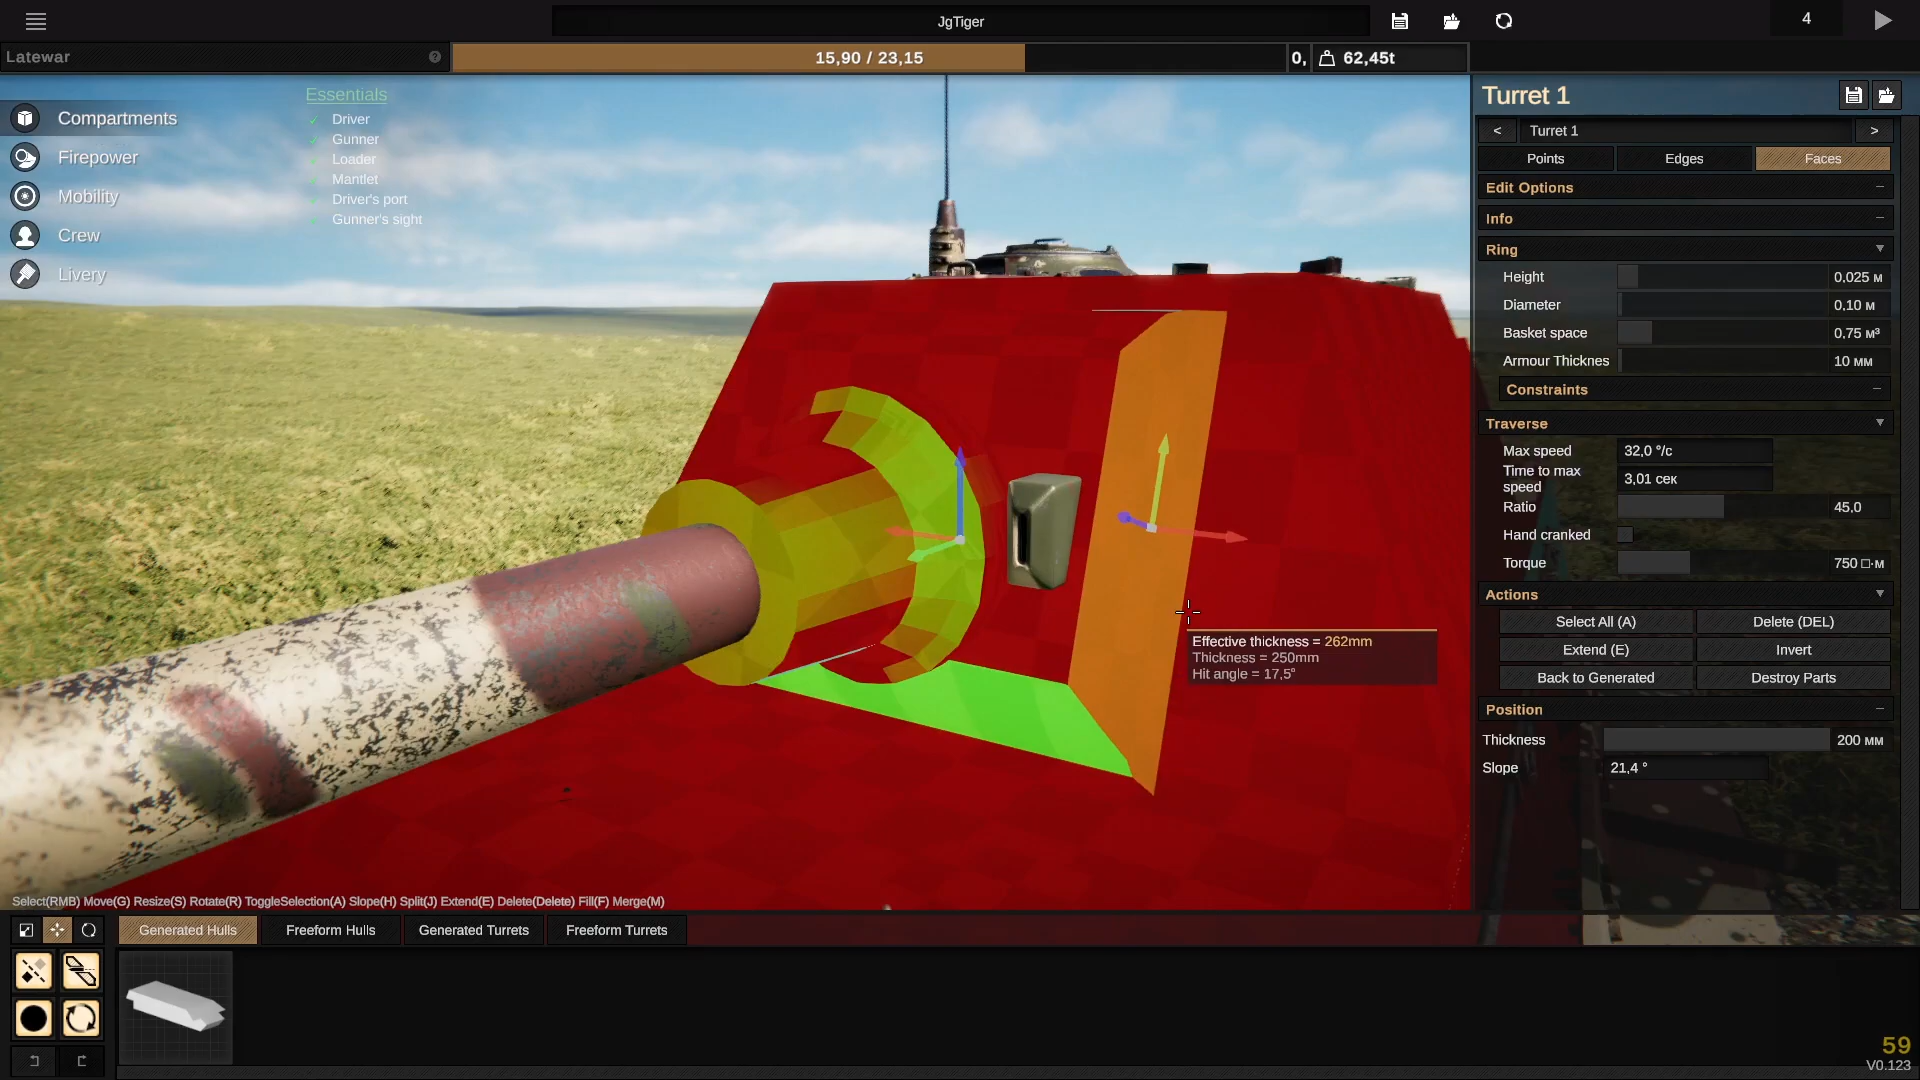 JgTiger
4
Latewar
?
15,90 / 23,15
0,
62,45t
Essentials
Driver
Gunner
Loader
Mantlet
Driver's port
Gunner's sight
Compartments
Firepower
Mobility
Crew
Livery
Turret 1
< Turret 1 >
Points Edges Faces
Edit Options
Info
Ring
Height 0,025 м
Diameter 0,10 м
Basket space 0,75 м³
Armour Thicknes 10 мм
Constraints
Traverse
Max speed 32,0 °/с
Time to max speed 3,01 сек
Ratio 45.0
Hand cranked
Torque 750 □·м
Actions
Select All (A) Delete (DEL)
Extend (E) Invert
Back to Generated Destroy Parts
Position
Thickness 200 мм
Slope 21,4 °
Effective thickness = 262mm
Thickness = 250mm
Hit angle = 17,5°
Select(RMB) Move(G) Resize(S) Rotate(R) ToggleSelection(A) Slope(H) Split(J) Extend(E) Delete(Delete) Fill(F) Merge(M)
Generated Hulls Freeform Hulls Generated Turrets Freeform Turrets
59
V0.123